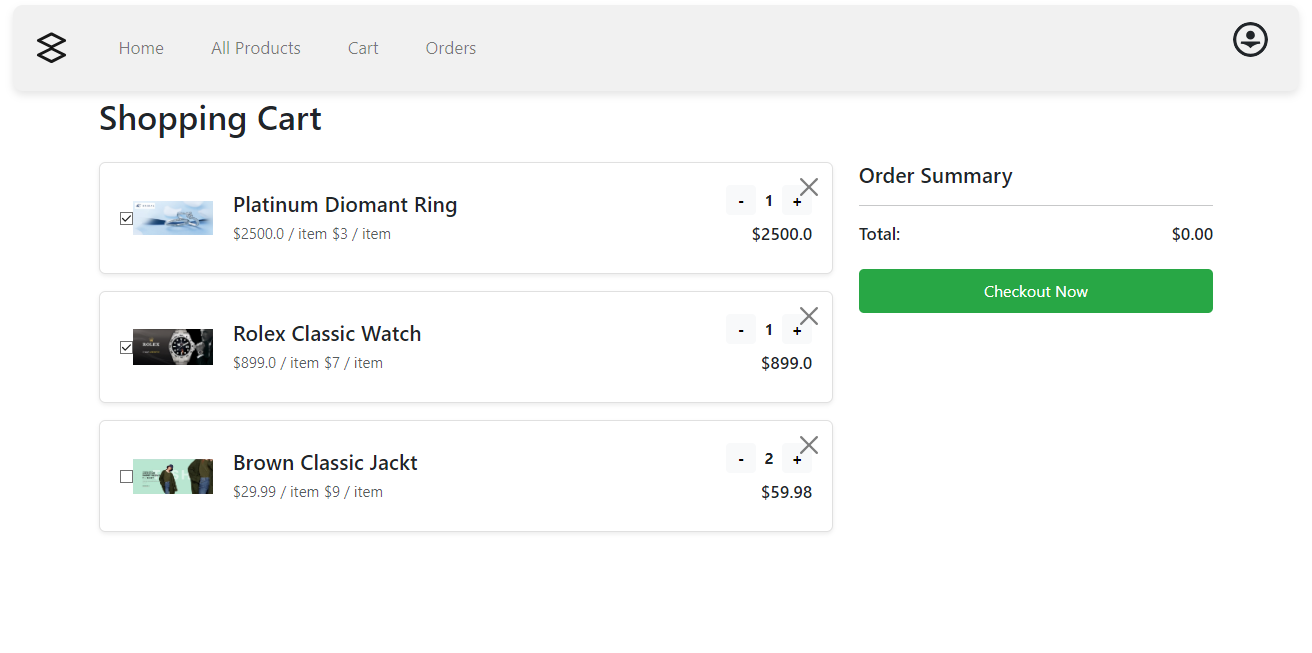 Home All Products Cart Orders
Shopping Cart
Platinum Diomant Ring
$2500.0 / item $3 / item
- 1 +
$2500.0
Rolex Classic Watch
$899.0 / item $7 / item
- 1 +
$899.0
ROLEX
Brown Classic Jackt
$29.99 / item $9 / item
- 2 +
$59.98
Order Summary
Total: $0.00
Checkout Now